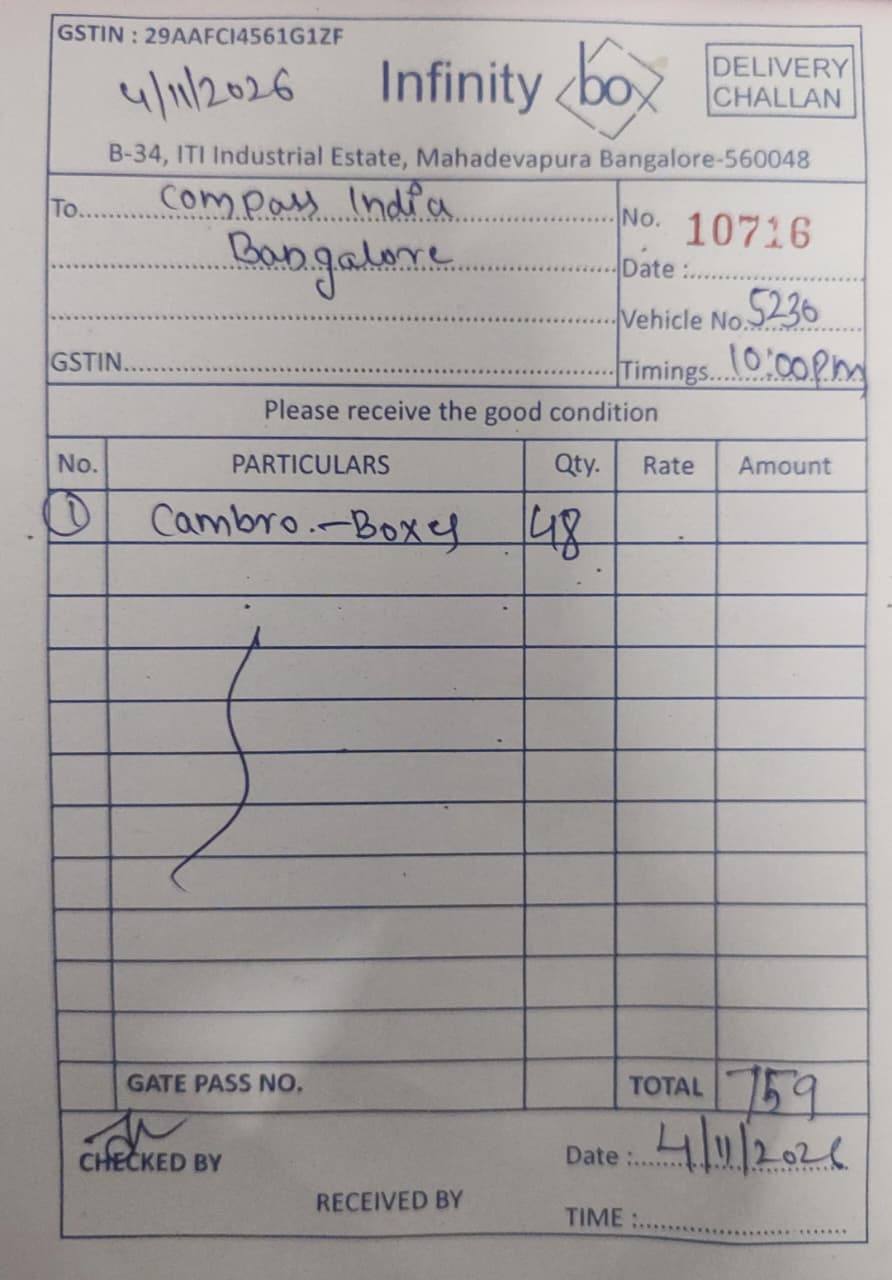 GSTIN : 29AAFCI4561G1ZF
4/11/2026
Infinity box
DELIVERY
CHALLAN
B-34, ITI Industrial Estate, Mahadevapura Bangalore-560048
To Compass India
Bangalore
No. 10716
Date :
Vehicle No. 5230
GSTIN
Timings 10:00Pm
Please receive the good condition
No. PARTICULARS Qty. Rate Amount
1 Cambro.-Boxes 48
GATE PASS NO. TOTAL 759
CHECKED BY
Date : 4/11/2026
RECEIVED BY
TIME :